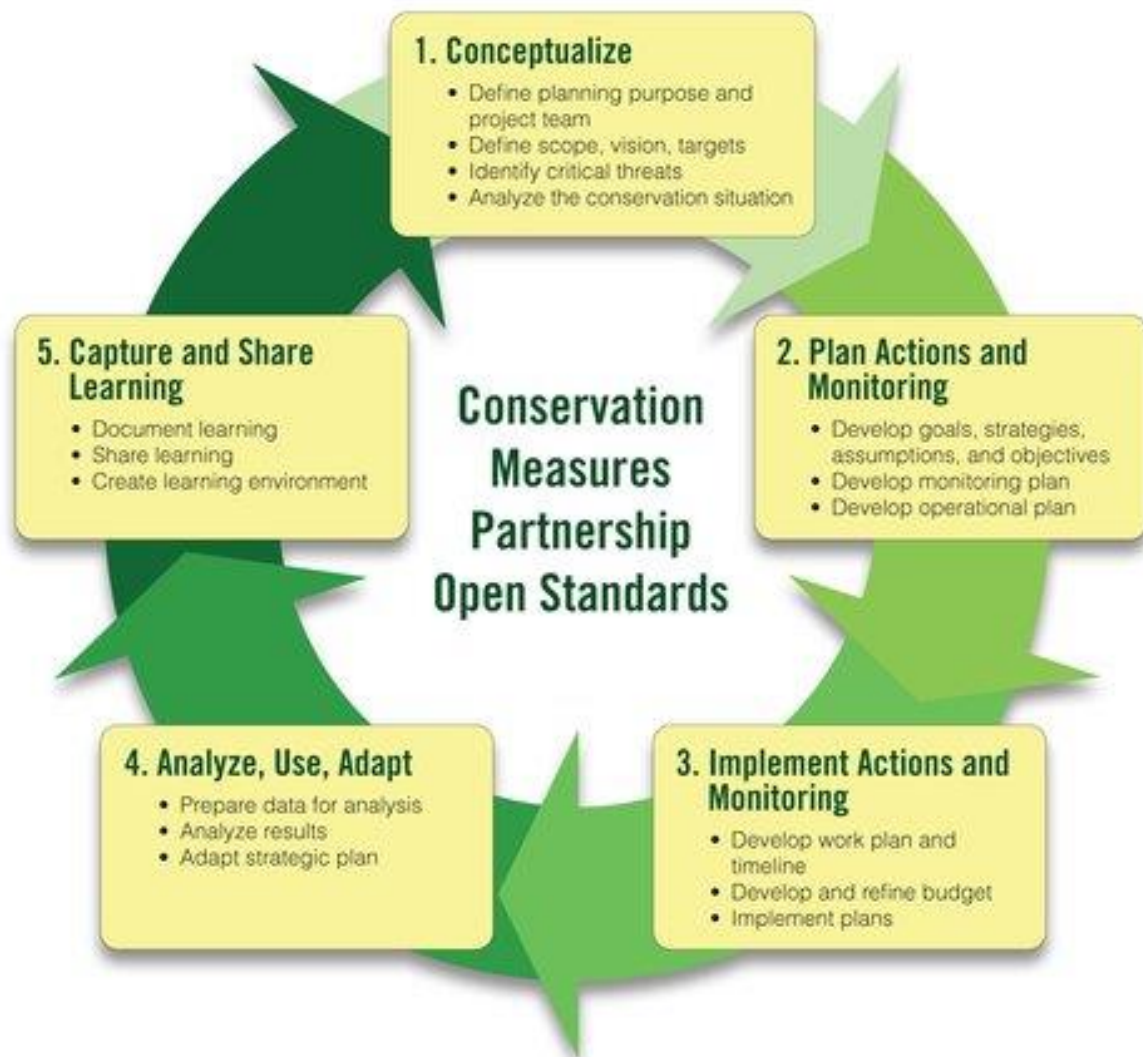 1. Conceptualize
• Define planning purpose and
project team
• Define scope, vision, targets
• Identify critical threats
• Analyze the conservation situation
2. Plan Actions and
Monitoring
• Develop goals, strategies,
assumptions, and objectives
• Develop monitoring plan
• Develop operational plan
3. Implement Actions and
Monitoring
• Develop work plan and
timeline
• Develop and refine budget
• Implement plans
4. Analyze, Use, Adapt
• Prepare data for analysis
• Analyze results
• Adapt strategic plan
5. Capture and Share
Learning
• Document learning
• Share learning
• Create learning environment
Conservation
Measures
Partnership
Open Standards